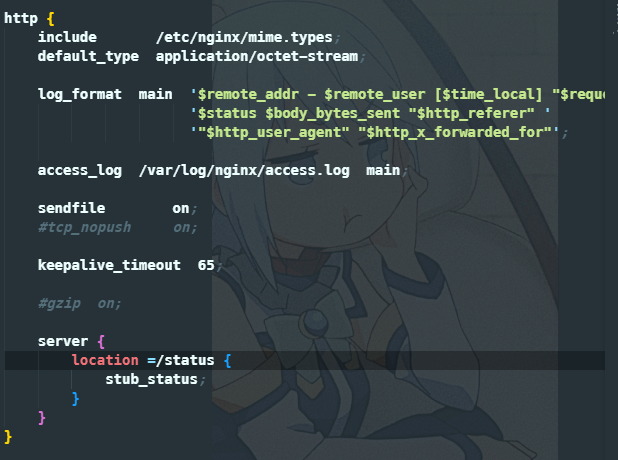 http {
    include       /etc/nginx/mime.types;
    default_type  application/octet-stream;
    log_format  main  '$remote_addr - $remote_user [$time_local] "$reque
                      '$status $body_bytes_sent "$http_referer" '
                      '"$http_user_agent" "$http_x_forwarded_for"';
    access_log  /var/log/nginx/access.log  main;
    sendfile        on;
    #tcp_nopush     on;
    keepalive_timeout  65;
    #gzip  on;
    server {
        location =/status {
            stub_status;
        }
    }
}